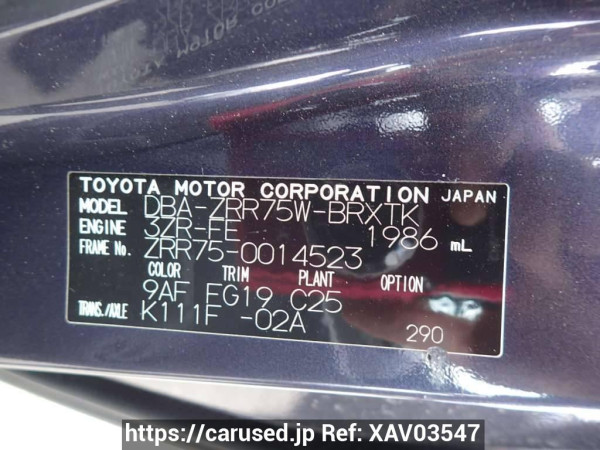 TOYOTA MOTOR CORPORATION JAPAN
MODEL DBA-ZRR75W-BRXTK
ENGINE 3ZR-FE 1986 mL
FRAME No. ZRR75-0014523
COLOR TRIM PLANT OPTION
9AF FG19 C25
TRANS./AXLE K111F -02A
290
https://carused.jp Ref: XAV03547